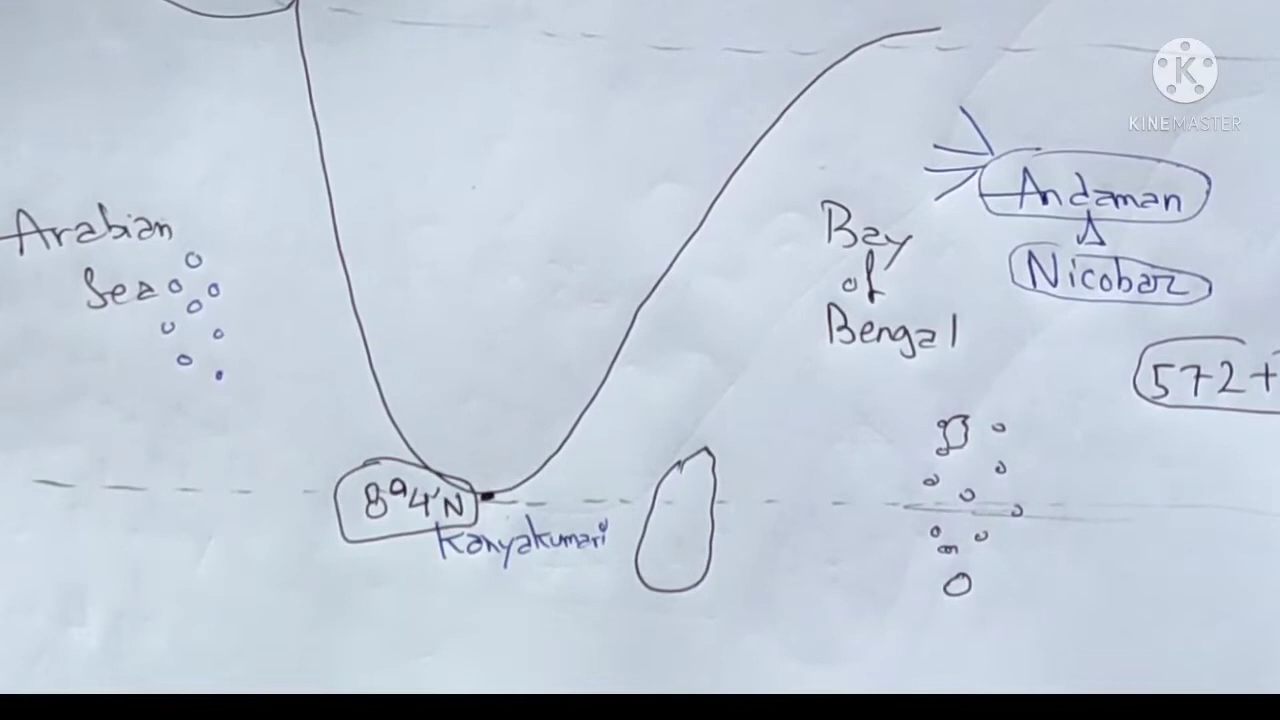 Arabian
Sea
Bay
of
Bengal
Andaman
&
Nicobar
572+
8°4'N
Kanyakumari
KINEMASTER